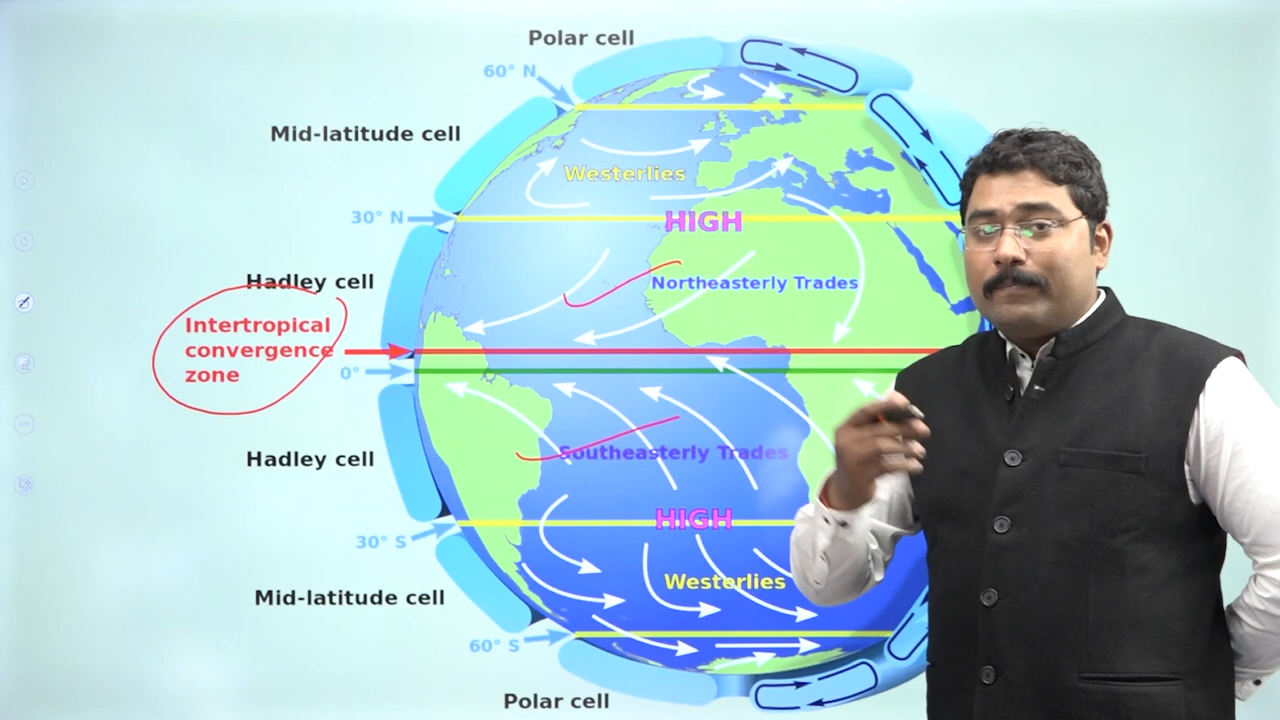 Polar cell
60° N
Mid-latitude cell
Westerlies
30° N
HIGH
Hadley cell
Northeasterly Trades
Intertropical
convergence
zone
0°
Hadley cell
Southeasterly Trades
HIGH
30° S
Westerlies
Mid-latitude cell
60° S
Polar cell